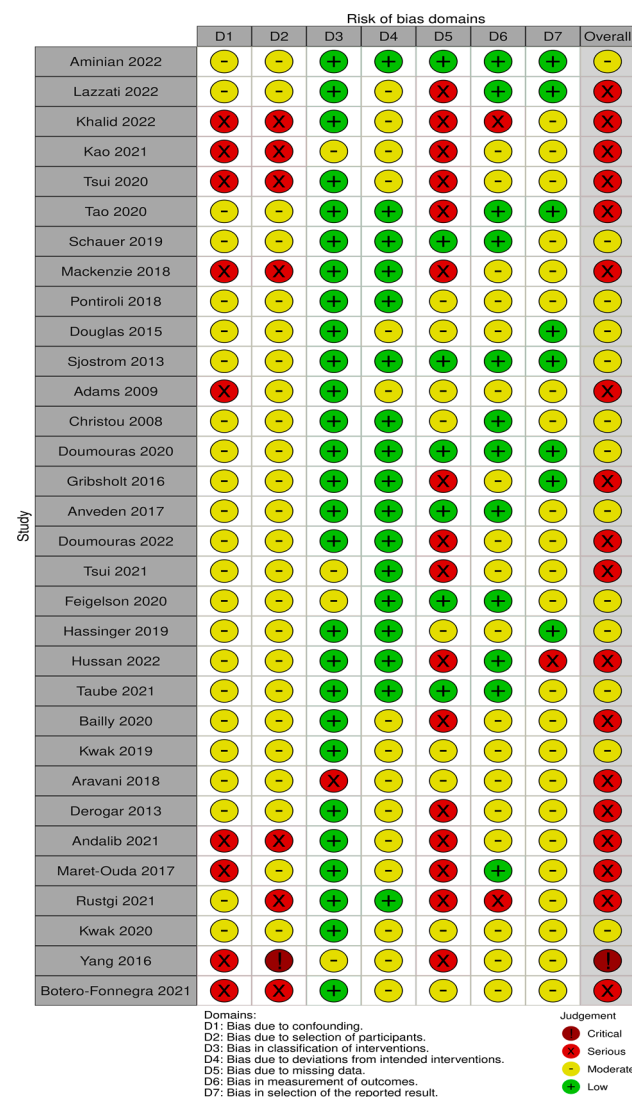 Risk of bias domains
D1 D2 D3 D4 D5 D6 D7 Overall
Study
Aminian 2022 - - + + + + + -
Lazzati 2022 - - + - X + + X
Khalid 2022 X X + - X X - X
Kao 2021 X X - - X - - X
Tsui 2020 X X + - X - - X
Tao 2020 - - + + X + + X
Schauer 2019 - - + + + + - -
Mackenzie 2018 X X + + X - - X
Pontiroli 2018 - - + + - - - -
Douglas 2015 - - + - - - + -
Sjostrom 2013 - - + + + + + -
Adams 2009 X - + - - - - X
Christou 2008 - - + + - + - -
Doumouras 2020 - - + + + + + -
Gribsholt 2016 - - + + X - + X
Anveden 2017 - - + + + + - -
Doumouras 2022 - - + + X - - X
Tsui 2021 - - - + X - - X
Feigelson 2020 - - - + + + - -
Hassinger 2019 - - + + - - + -
Hussan 2022 - - + + X + X X
Taube 2021 - - + + + + - -
Bailly 2020 - - + - X - - X
Kwak 2019 - - + - - - - -
Aravani 2018 - - X - - - - X
Derogar 2013 - - + - X - - X
Andalib 2021 X X + - X - - X
Maret-Ouda 2017 X - + - X + - X
Rustgi 2021 - X + + X X - X
Kwak 2020 - - + - - - - -
Yang 2016 X ! - - X - - !
Botero-Fonnegra 2021 X X + - - - - X
Domains:
D1: Bias due to confounding.
D2: Bias due to selection of participants.
D3: Bias in classification of interventions.
D4: Bias due to deviations from intended interventions.
D5: Bias due to missing data.
D6: Bias in measurement of outcomes.
D7: Bias in selection of the reported result.
Judgement
! Critical
X Serious
- Moderate
+ Low